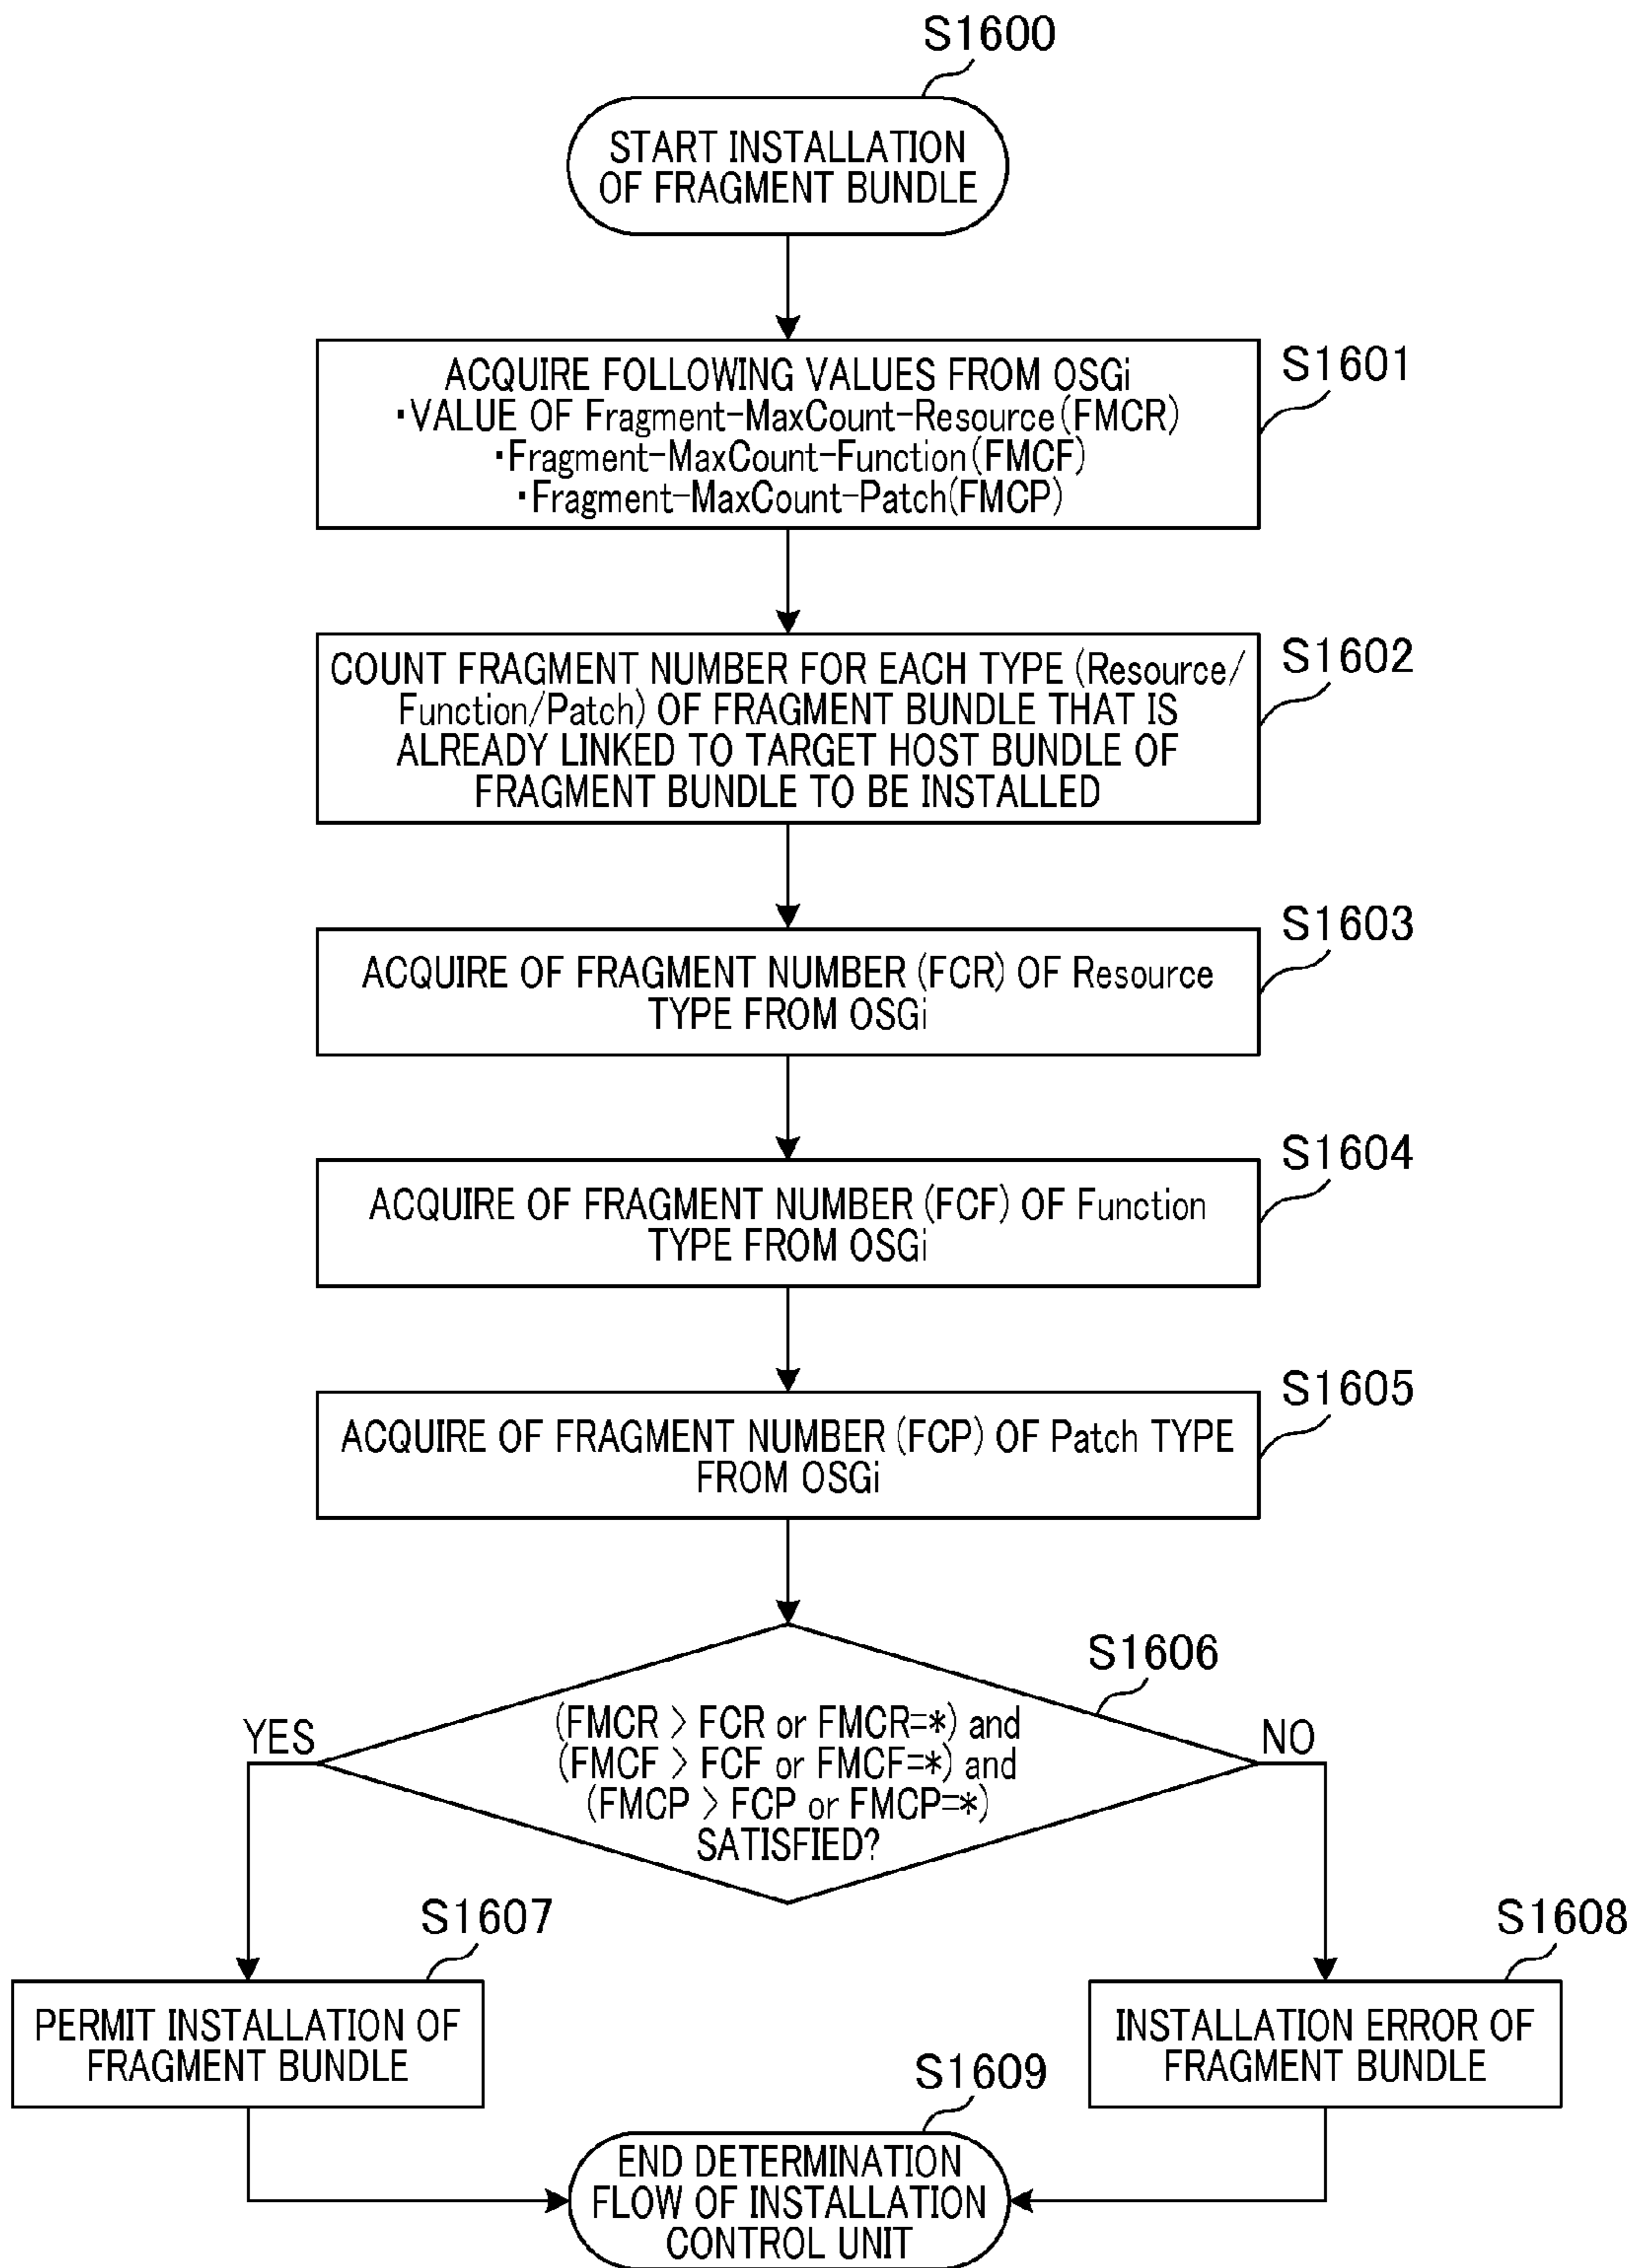 S1600
START INSTALLATION
OF FRAGMENT BUNDLE
S1601
ACQUIRE FOLLOWING VALUES FROM OSGi
・VALUE OF Fragment-MaxCount-Resource(FMCR)
・Fragment-MaxCount-Function(FMCF)
・Fragment-MaxCount-Patch(FMCP)
S1602
COUNT FRAGMENT NUMBER FOR EACH TYPE (Resource/
Function/Patch) OF FRAGMENT BUNDLE THAT IS
ALREADY LINKED TO TARGET HOST BUNDLE OF
FRAGMENT BUNDLE TO BE INSTALLED
S1603
ACQUIRE OF FRAGMENT NUMBER (FCR) OF Resource
TYPE FROM OSGi
S1604
ACQUIRE OF FRAGMENT NUMBER (FCF) OF Function
TYPE FROM OSGi
S1605
ACQUIRE OF FRAGMENT NUMBER (FCP) OF Patch TYPE
FROM OSGi
S1606
(FMCR > FCR or FMCR=*) and
(FMCF > FCF or FMCF=*) and
(FMCP > FCP or FMCP=*)
SATISFIED?
YES
NO
S1607
PERMIT INSTALLATION OF
FRAGMENT BUNDLE
S1608
INSTALLATION ERROR OF
FRAGMENT BUNDLE
S1609
END DETERMINATION
FLOW OF INSTALLATION
CONTROL UNIT